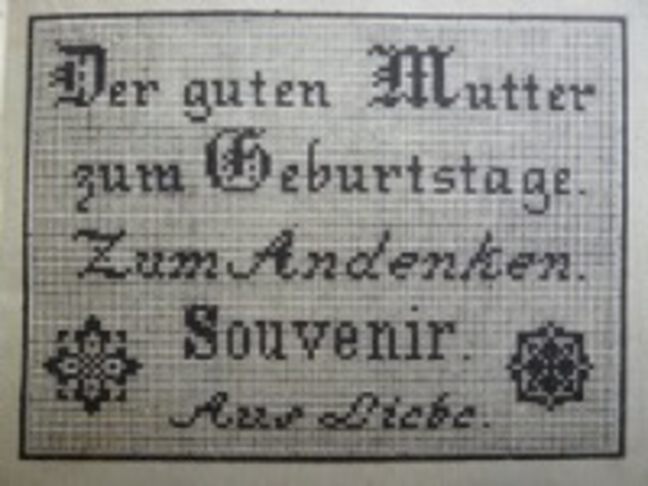 Der guten Mutter
zum Geburtstage.
Zum Andenken.
Souvenir.
Aus Liebe.